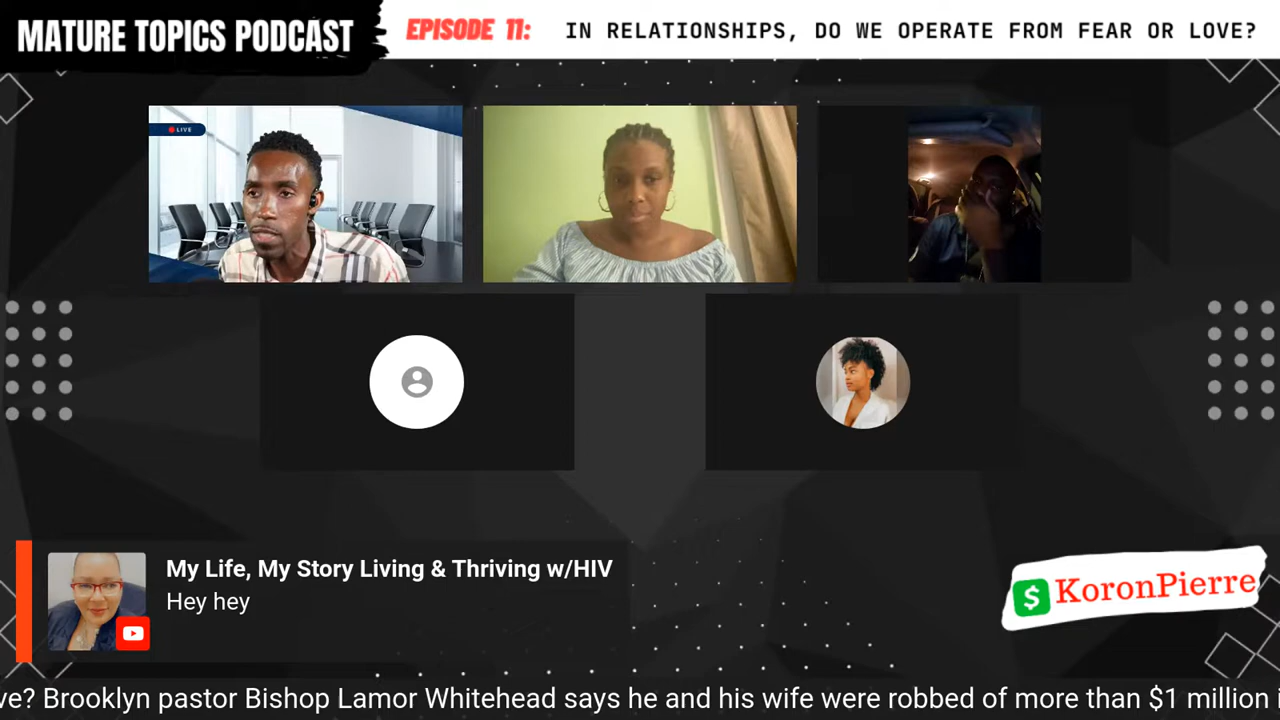 MATURE TOPICS PODCAST
EPISODE 11:
IN RELATIONSHIPS, DO WE OPERATE FROM FEAR OR LOVE?
LIVE
My Life, My Story Living & Thriving w/HIV
Hey hey
$ KoronPierre
ve? Brooklyn pastor Bishop Lamor Whitehead says he and his wife were robbed of more than $1 million i